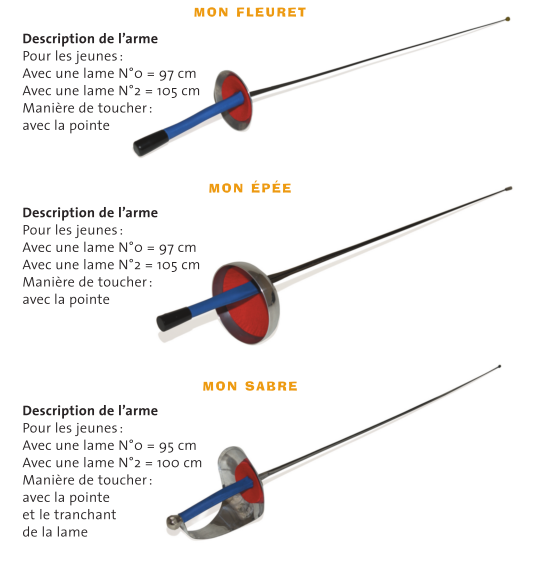 MON FLEURET
Description de l’arme
Pour les jeunes :
Avec une lame N°0 = 97 cm
Avec une lame N°2 = 105 cm
Manière de toucher :
avec la pointe
MON ÉPÉE
Description de l’arme
Pour les jeunes :
Avec une lame N°0 = 97 cm
Avec une lame N°2 = 105 cm
Manière de toucher :
avec la pointe
MON SABRE
Description de l’arme
Pour les jeunes :
Avec une lame N°0 = 95 cm
Avec une lame N°2 = 100 cm
Manière de toucher :
avec la pointe
et le tranchant
de la lame